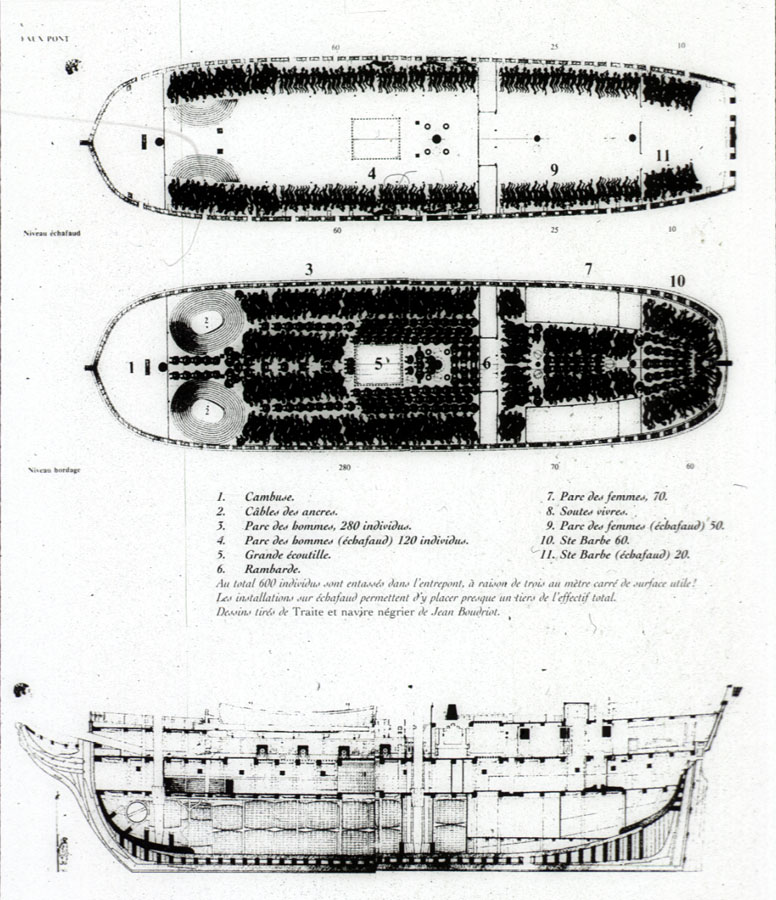 FAUX PONT
60 25 10
4 9 11
Niveau échafaud
60 25 10
3 7 10
2
1 5 6
2
Niveau bordage
280 70 60
1. Cambuse.
2. Câbles des ancres.
3. Parc des hommes, 280 individus.
4. Parc des hommes (échafaud) 120 individus.
5. Grande écoutille.
6. Rambarde.
7. Parc des femmes, 70.
8. Soutes vivres.
9. Parc des femmes (échafaud) 50.
10. Ste Barbe 60.
11. Ste Barbe (échafaud) 20.
Au total 600 individus sont entassés dans l'entrepont, à raison de trois au mètre carré de surface utile!
Les installations sur échafaud permettent d'y placer presque un tiers de l'effectif total.
Dessins tirés de Traite et navire négrier de Jean Boudriot.